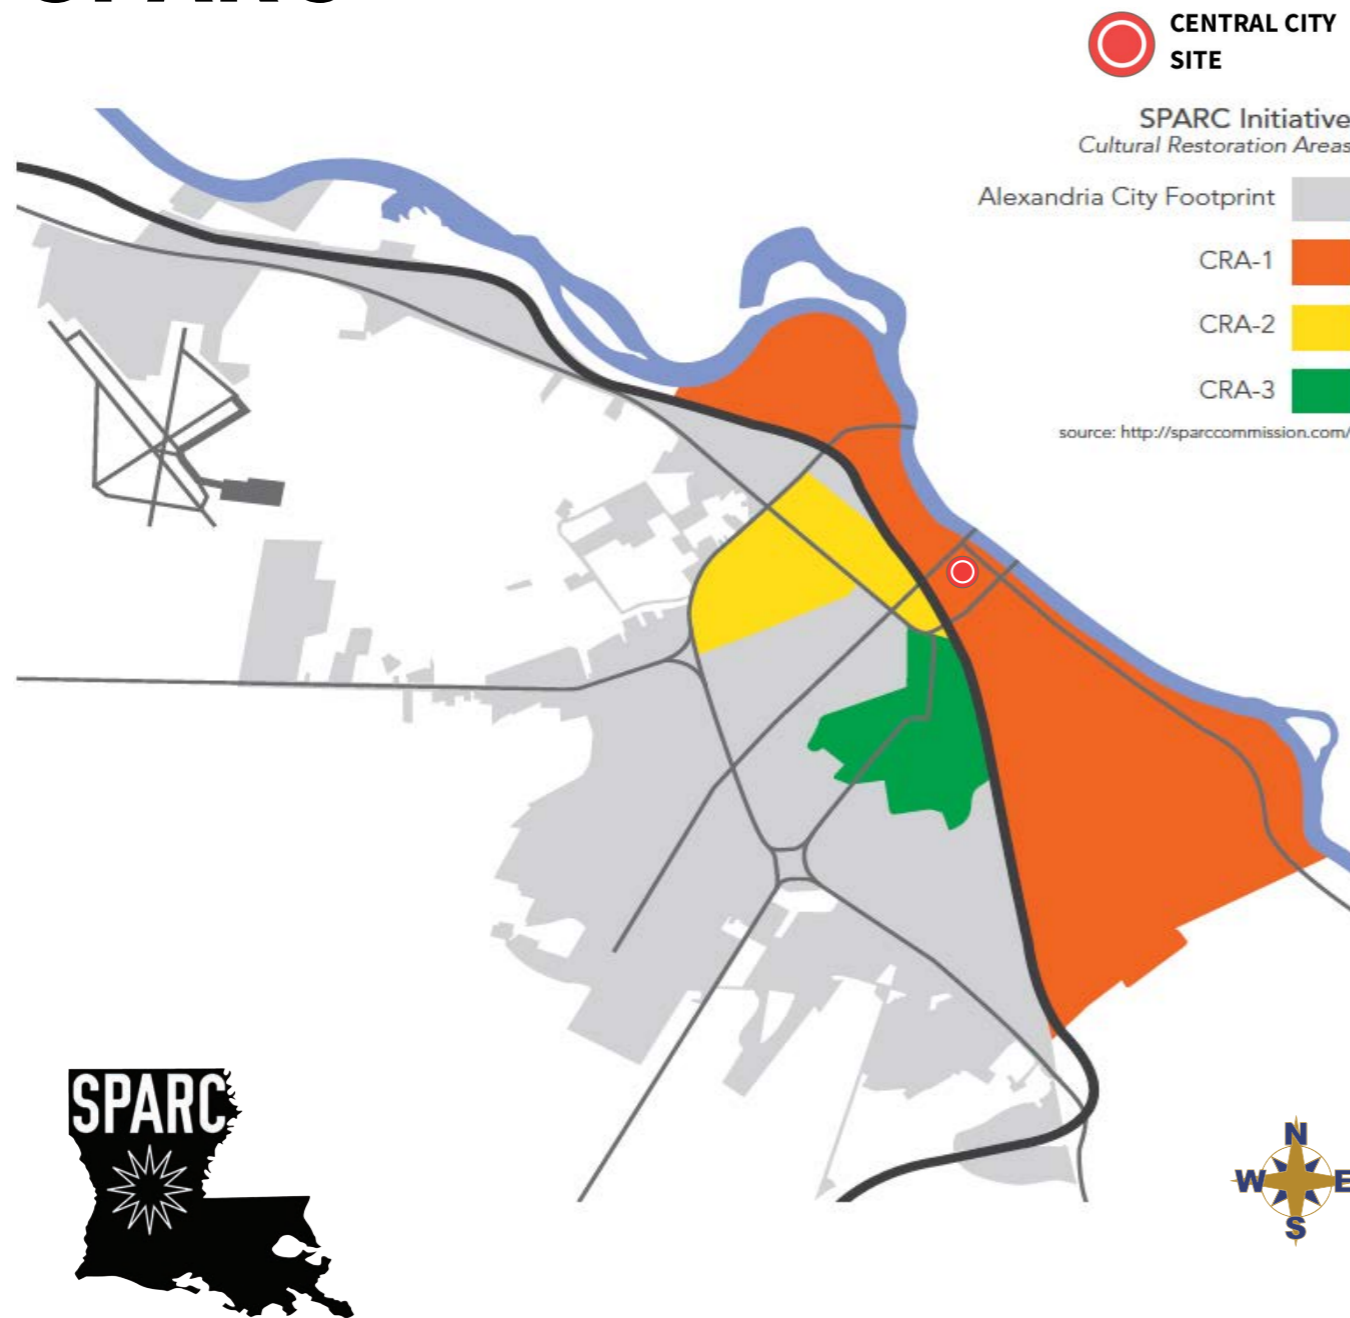 SPARC
CENTRAL CITY
SITE
SPARC Initiative
Cultural Restoration Areas
Alexandria City Footprint
CRA-1
CRA-2
CRA-3
source: http://sparccommission.com/
SPARC
N
W E
S